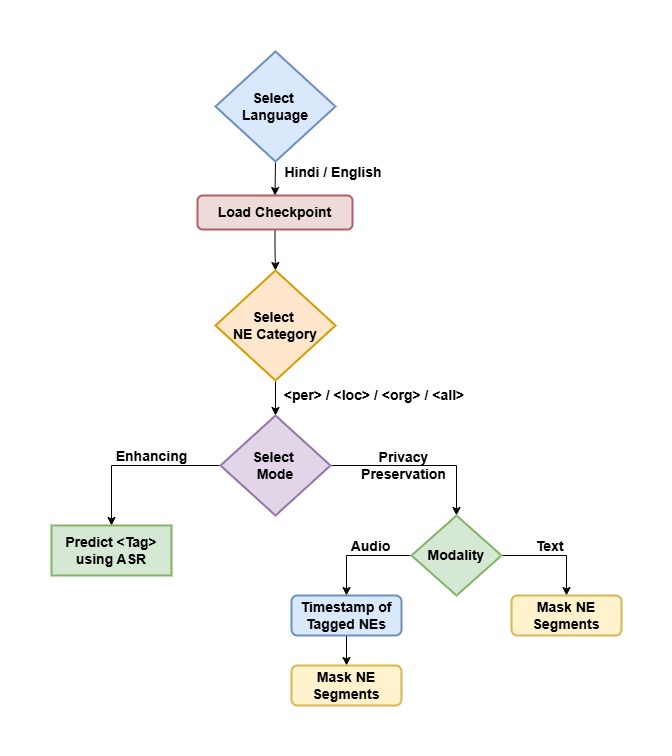 Select
Language
Hindi / English
Load Checkpoint
Select
NE Category
<per> / <loc> / <org> / <all>
Select
Mode
Enhancing
Privacy
Preservation
Predict <Tag>
using ASR
Modality
Audio
Text
Timestamp of
Tagged NEs
Mask NE
Segments
Mask NE
Segments